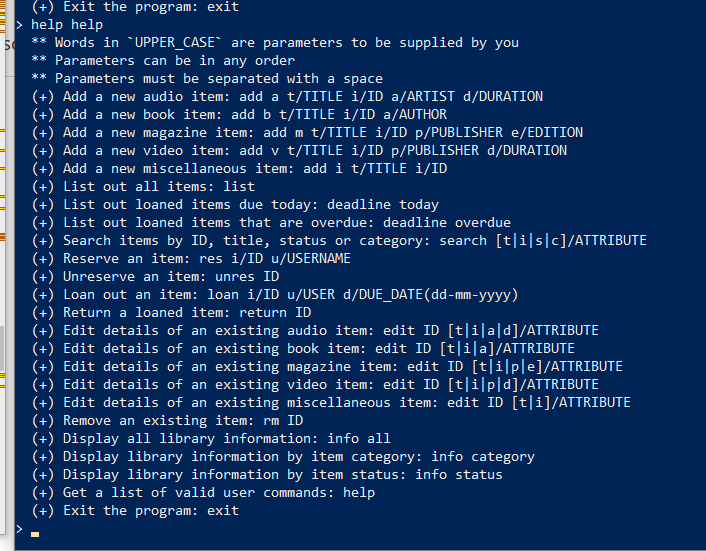 (+) Exit the program: exit
> help help
** Words in `UPPER_CASE` are parameters to be supplied by you
** Parameters can be in any order
** Parameters must be separated with a space
(+) Add a new audio item: add a t/TITLE i/ID a/ARTIST d/DURATION
(+) Add a new book item: add b t/TITLE i/ID a/AUTHOR
(+) Add a new magazine item: add m t/TITLE i/ID p/PUBLISHER e/EDITION
(+) Add a new video item: add v t/TITLE i/ID p/PUBLISHER d/DURATION
(+) Add a new miscellaneous item: add i t/TITLE i/ID
(+) List out all items: list
(+) List out loaned items due today: deadline today
(+) List out loaned items that are overdue: deadline overdue
(+) Search items by ID, title, status or category: search [t|i|s|c]/ATTRIBUTE
(+) Reserve an item: res i/ID u/USERNAME
(+) Unreserve an item: unres ID
(+) Loan out an item: loan i/ID u/USER d/DUE_DATE(dd-mm-yyyy)
(+) Return a loaned item: return ID
(+) Edit details of an existing audio item: edit ID [t|i|a|d]/ATTRIBUTE
(+) Edit details of an existing book item: edit ID [t|i|a]/ATTRIBUTE
(+) Edit details of an existing magazine item: edit ID [t|i|p|e]/ATTRIBUTE
(+) Edit details of an existing video item: edit ID [t|i|p|d]/ATTRIBUTE
(+) Edit details of an existing miscellaneous item: edit ID [t|i]/ATTRIBUTE
(+) Remove an existing item: rm ID
(+) Display all library information: info all
(+) Display library information by item category: info category
(+) Display library information by item status: info status
(+) Get a list of valid user commands: help
(+) Exit the program: exit
>